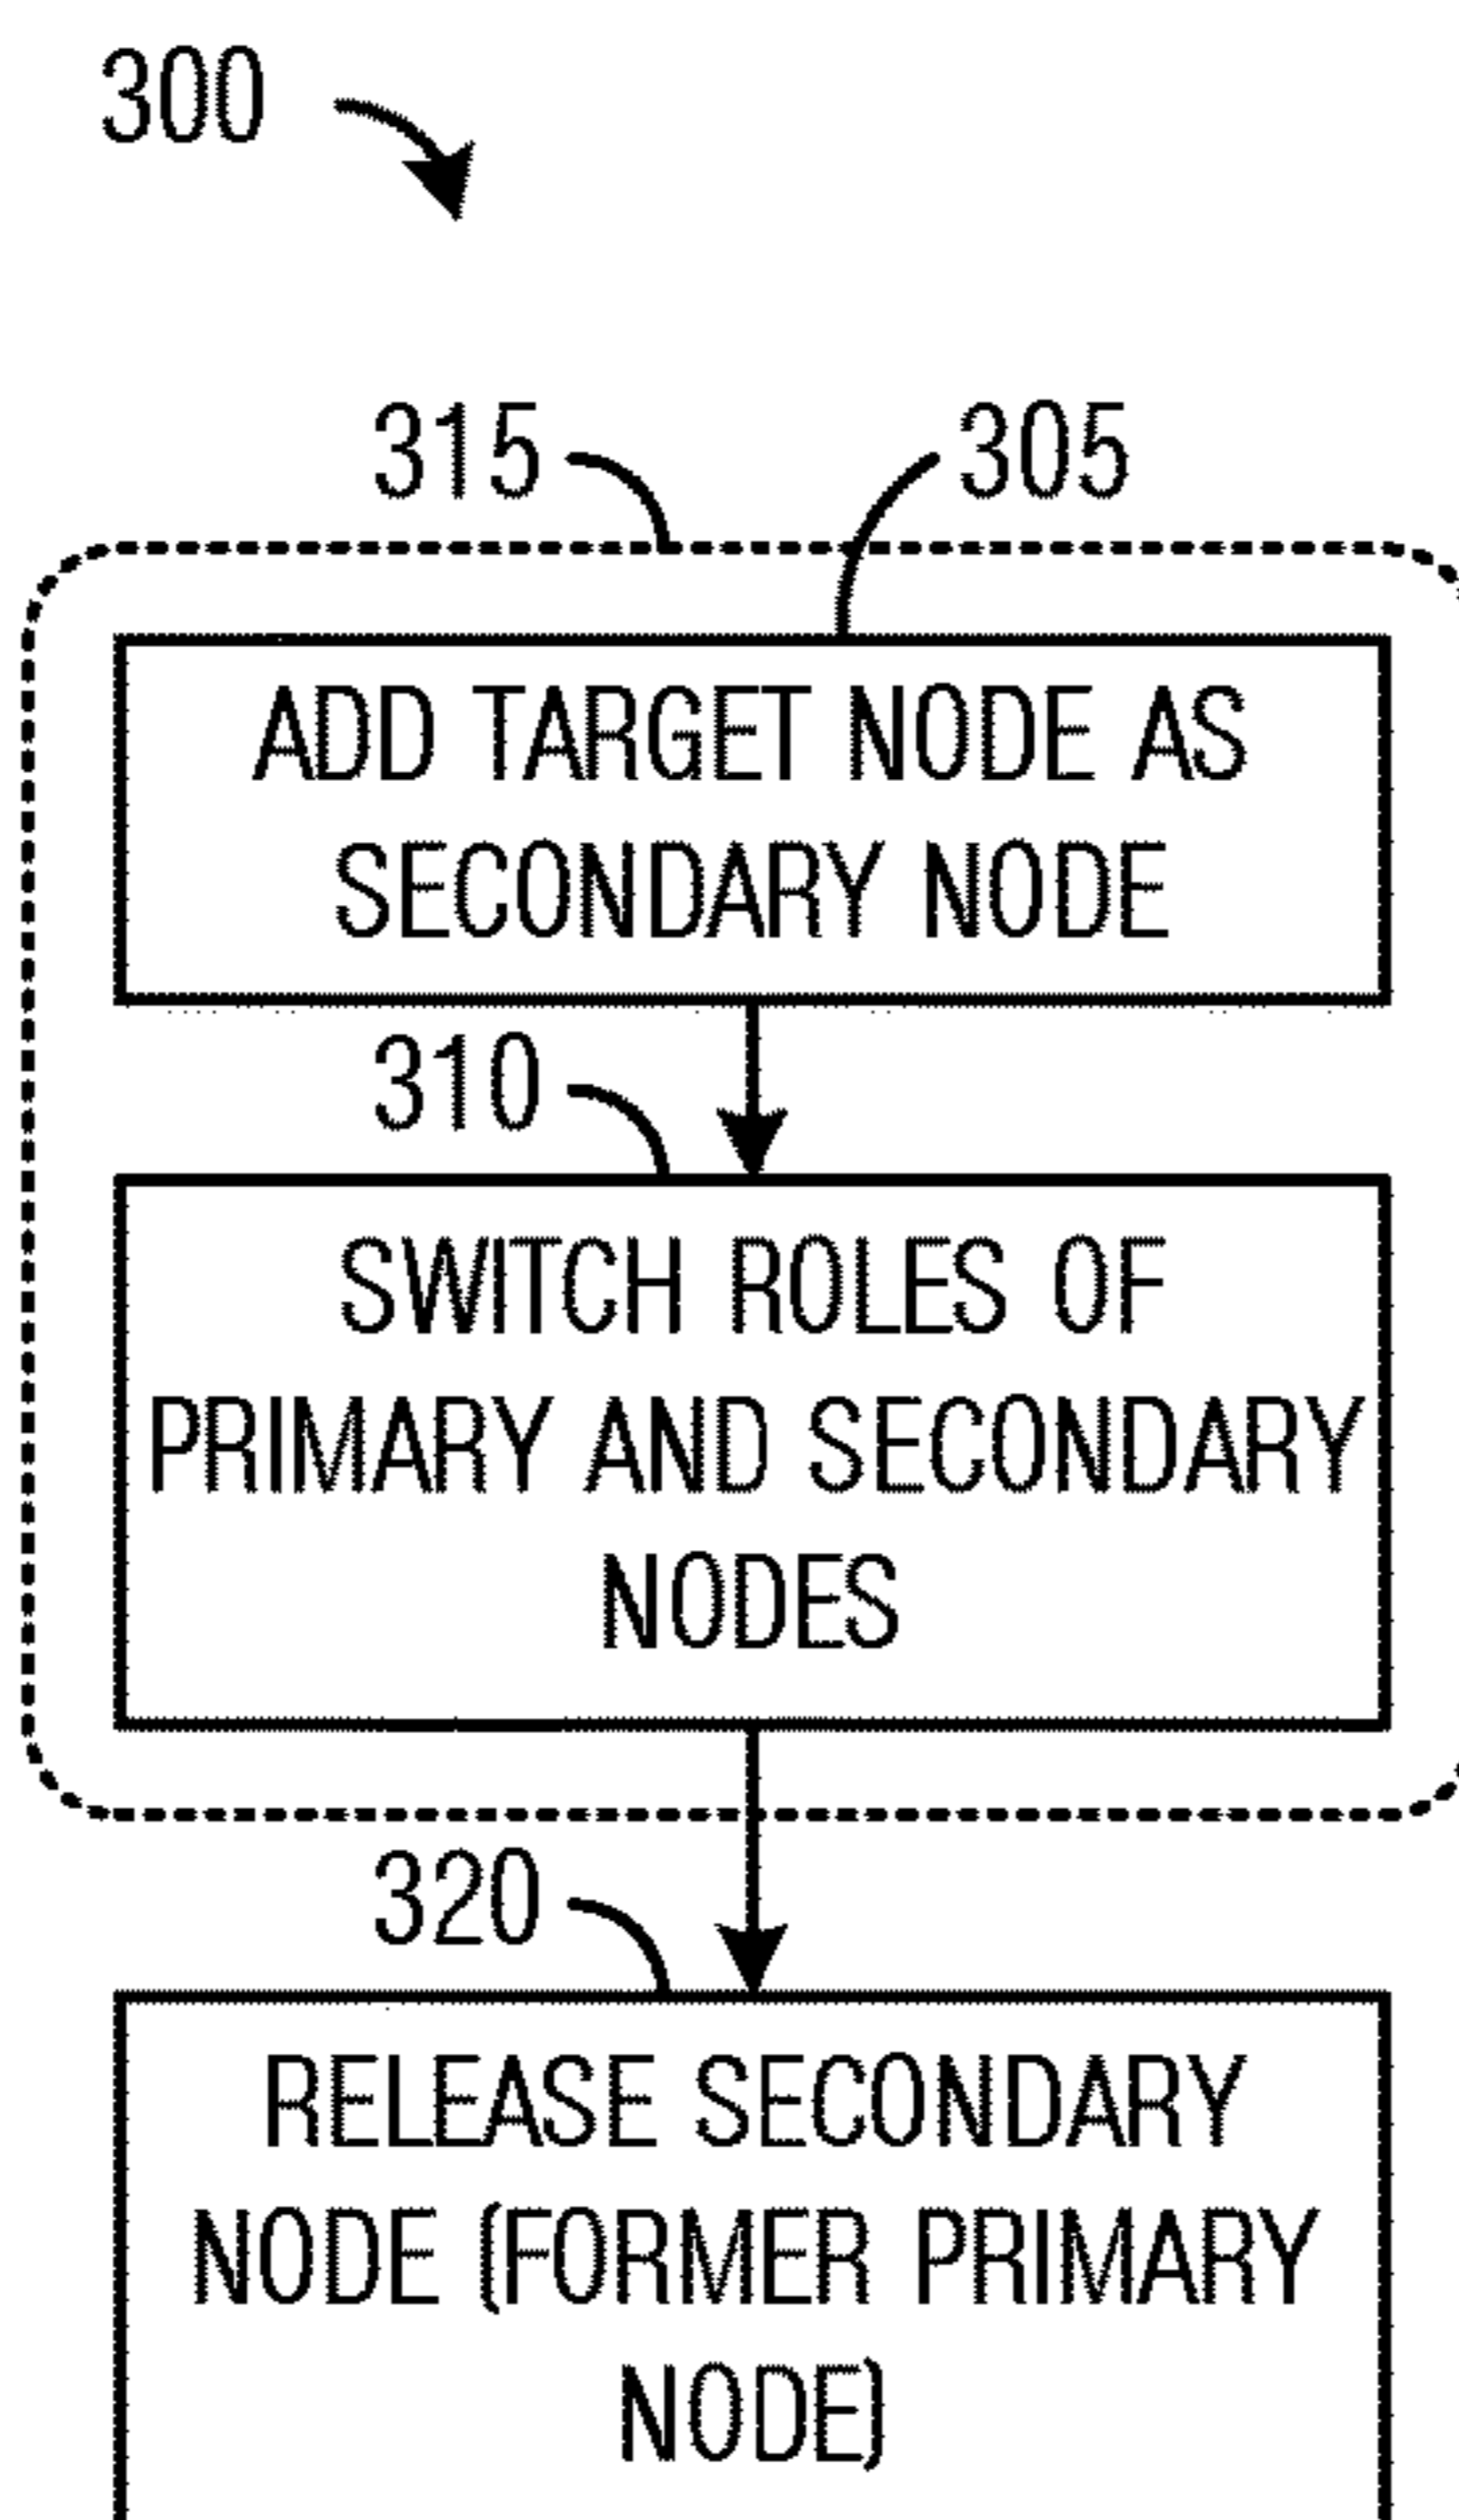 300
315
305
ADD TARGET NODE AS
SECONDARY NODE
310
SWITCH ROLES OF
PRIMARY AND SECONDARY
NODES
320
RELEASE SECONDARY
NODE (FORMER PRIMARY
NODE)